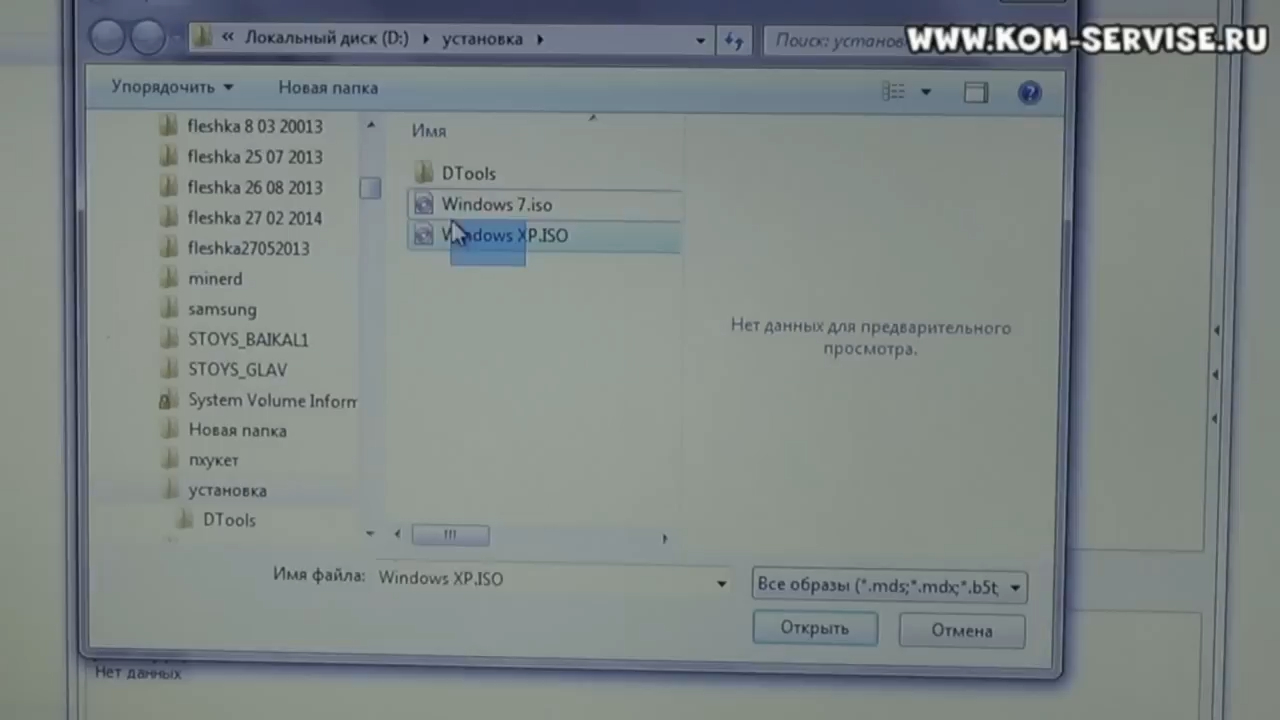 WWW.KOM-SERVISE.RU
« Локальный диск (D:) ▸ установка ▸
Поиск: установ
Упорядочить ▾ Новая папка
fleshka 8 03 20013
fleshka 25 07 2013
fleshka 26 08 2013
fleshka 27 02 2014
fleshka27052013
minerd
samsung
STOYS_BAIKAL1
STOYS_GLAV
System Volume Inform
Новая папка
пхукет
установка
DTools
Имя
DTools
Windows 7.iso
Windows XP.ISO
Нет данных для предварительного
просмотра.
Имя файла: Windows XP.ISO
Все образы (*.mds;*.mdx;*.b5t;
Открыть
Отмена
Нет данных